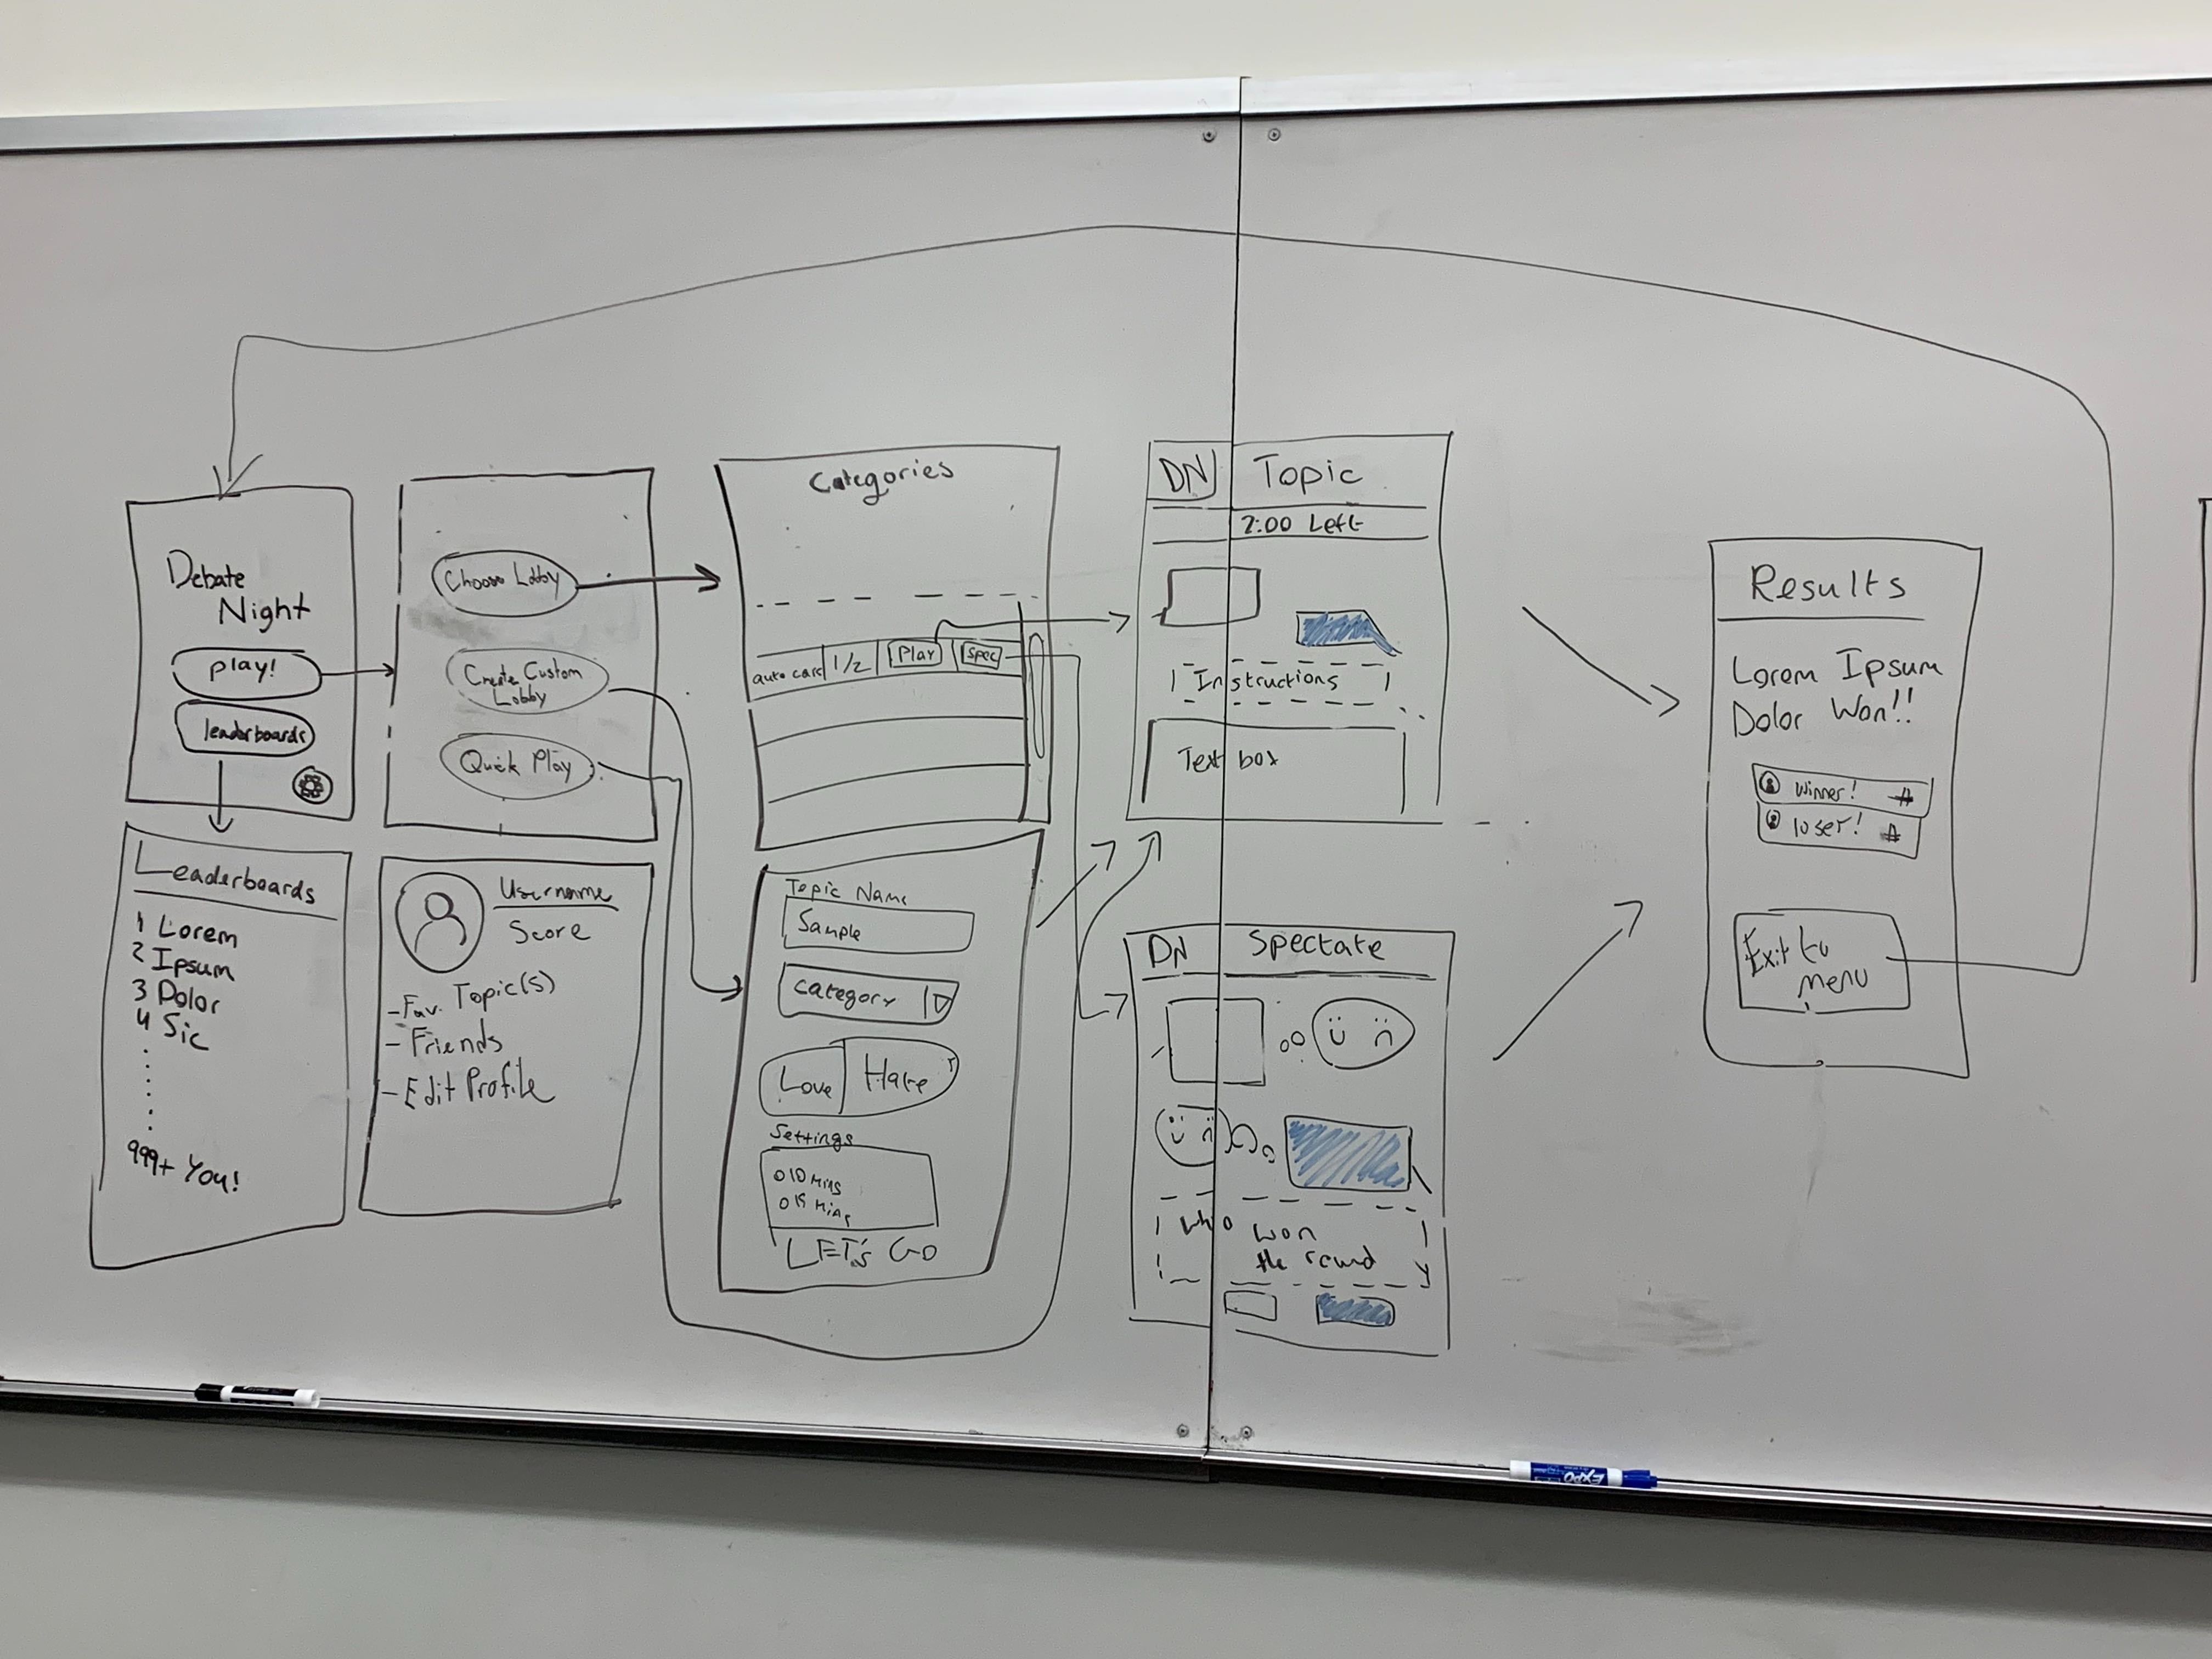 Debate
Night
play!
leaderboards
Leaderboards
1 Lorem
2 Ipsum
3 Dolor
4 Sic
999+ You!
Choose Lobby
Create Custom
Lobby
Quick Play
Username
Score
- Fav. Topic(s)
- Friends
- Edit Profile
Categories
auto card 1/2 Play Spec
Topic Name
Sample
Category
Love Hate
Settings
10 mins
15 mins
LET'S GO
DN Topic
2:00 Left
Instructions
Text box
DN Spectate
Who won
the round
Results
Lorem Ipsum
Dolor Won!!
Winner! #
loser! #
Exit to
menu
EXPO